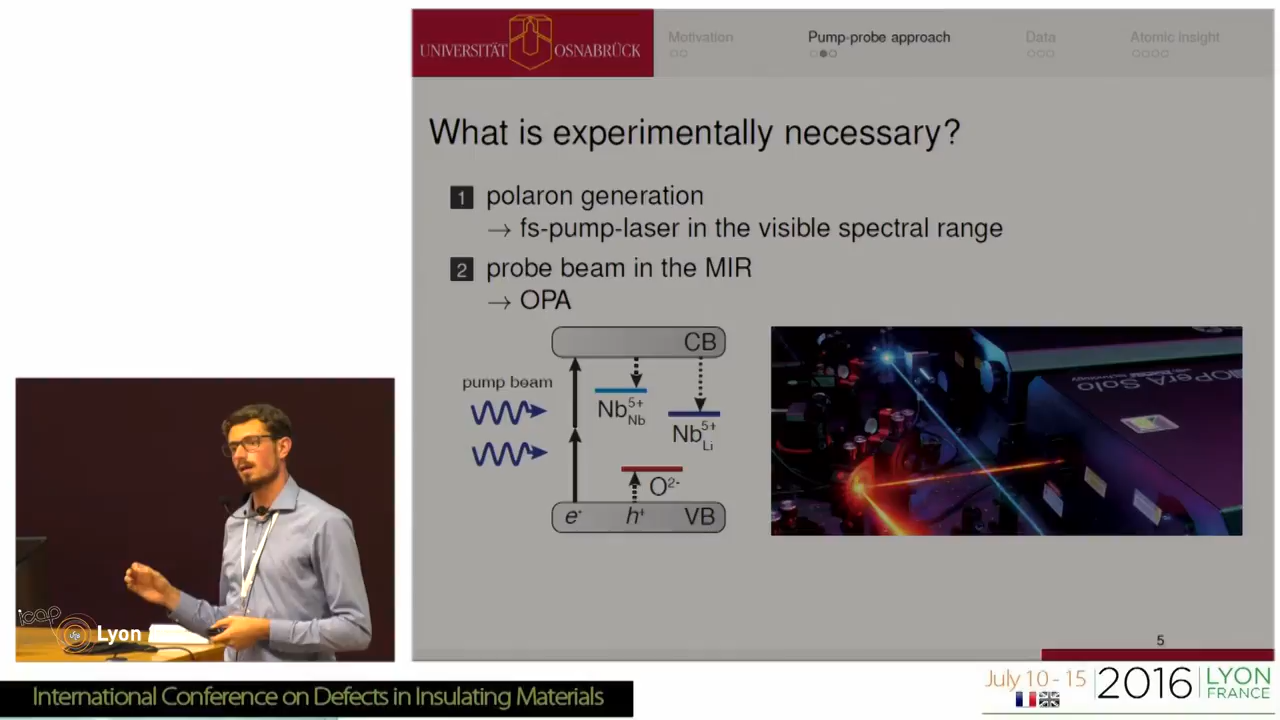 UNIVERSITÄT OSNABRÜCK
Motivation
Pump-probe approach
Data
Atomic Insight
What is experimentally necessary?
1 polaron generation
→ fs-pump-laser in the visible spectral range
2 probe beam in the MIR
→ OPA
CB
pump beam
Nb5+Nb
Nb5+Li
O2-
e-
h+
VB
TOPerA Solo
5
icap
Lyon
International Conference on Defects in Insulating Materials
July 10 - 15
2016
LYON
FRANCE